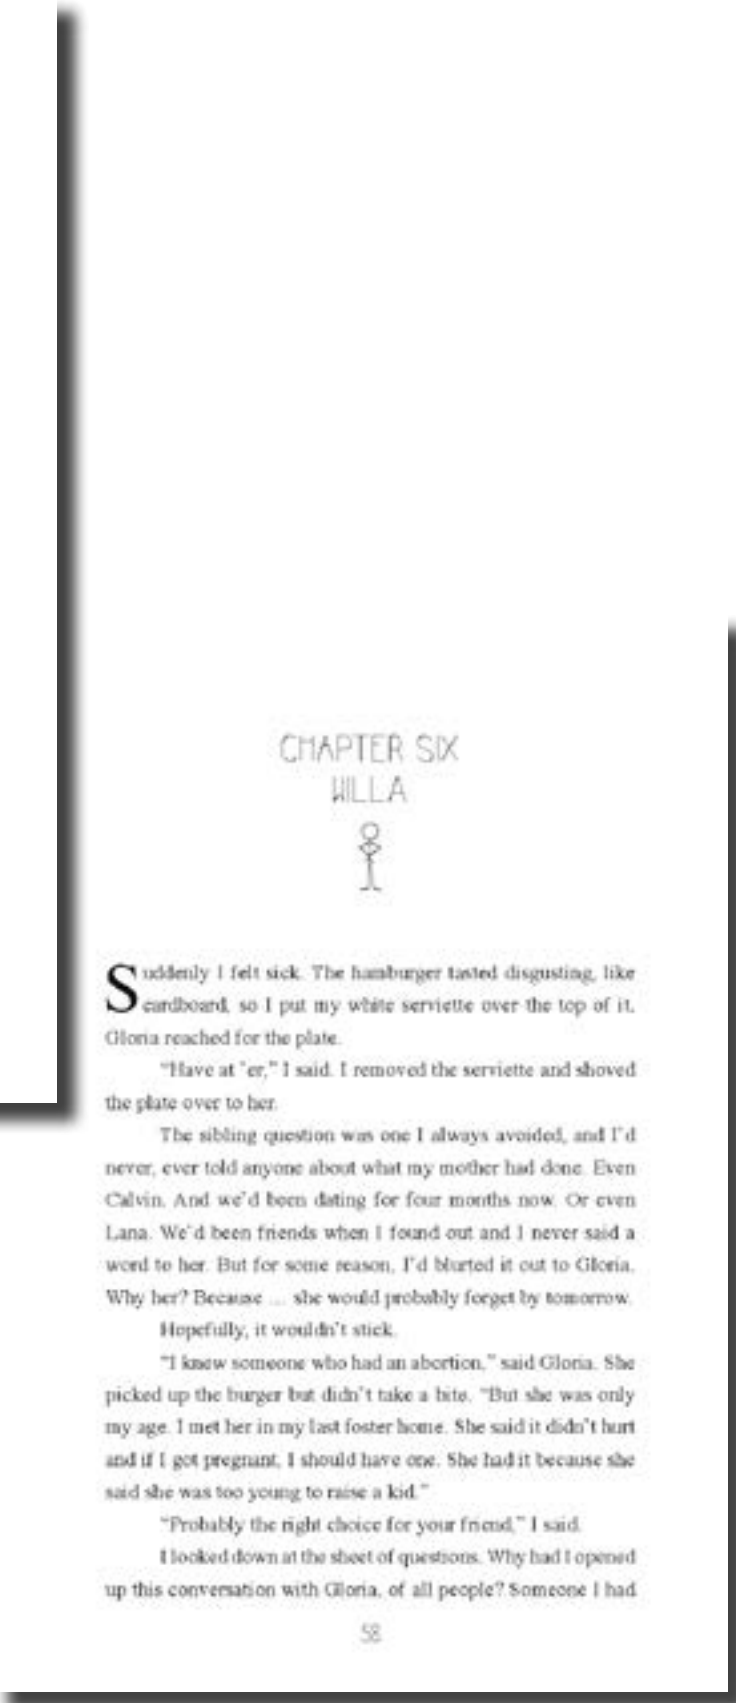 CHAPTER SIX
WILLA
Suddenly I felt sick. The hamburger tasted disgusting, like
cardboard, so I put my white serviette over the top of it.
Gloria reached for the plate.
“Have at ’er,” I said. I removed the serviette and shoved
the plate over to her.
The sibling question was one I always avoided, and I’d
never, ever told anyone about what my mother had done. Even
Calvin. And we’d been dating for four months now. Or even
Lana. We’d been friends when I found out and I never said a
word to her. But for some reason, I’d blurted it out to Gloria.
Why her? Because ... she would probably forget by tomorrow.
Hopefully, it wouldn’t stick.
“I knew someone who had an abortion,” said Gloria. She
picked up the burger but didn’t take a bite. “But she was only
my age. I met her in my last foster home. She said it didn’t hurt
and if I got pregnant, I should have one. She had it because she
said she was too young to raise a kid.”
“Probably the right choice for your friend,” I said.
I looked down at the sheet of questions. Why had I opened
up this conversation with Gloria, of all people? Someone I had
58